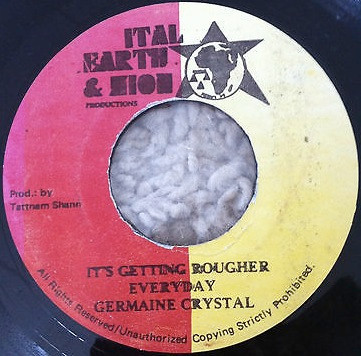 ITAL
EARTH
& ZION
PRODUCTIONS
Prod.: by
Tattnam Shann
IT'S GETTING ROUGHER
EVERYDAY
GERMAINE CRYSTAL
All Rights Reserved/Unauthorized Copying Strictly Prohibited.